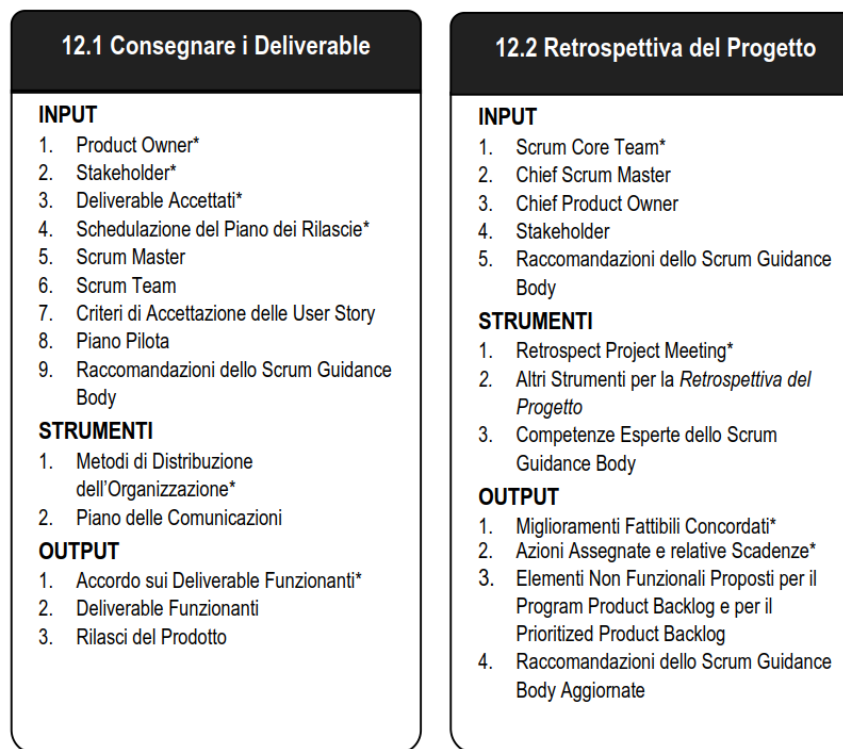 12.1 Consegnare i Deliverable
INPUT
1. Product Owner*
2. Stakeholder*
3. Deliverable Accettati*
4. Schedulazione del Piano dei Rilascie*
5. Scrum Master
6. Scrum Team
7. Criteri di Accettazione delle User Story
8. Piano Pilota
9. Raccomandazioni dello Scrum Guidance
Body
STRUMENTI
1. Metodi di Distribuzione
dell'Organizzazione*
2. Piano delle Comunicazioni
OUTPUT
1. Accordo sui Deliverable Funzionanti*
2. Deliverable Funzionanti
3. Rilasci del Prodotto
12.2 Retrospettiva del Progetto
INPUT
1. Scrum Core Team*
2. Chief Scrum Master
3. Chief Product Owner
4. Stakeholder
5. Raccomandazioni dello Scrum Guidance
Body
STRUMENTI
1. Retrospect Project Meeting*
2. Altri Strumenti per la Retrospettiva del
Progetto
3. Competenze Esperte dello Scrum
Guidance Body
OUTPUT
1. Miglioramenti Fattibili Concordati*
2. Azioni Assegnate e relative Scadenze*
3. Elementi Non Funzionali Proposti per il
Program Product Backlog e per il
Prioritized Product Backlog
4. Raccomandazioni dello Scrum Guidance
Body Aggiornate